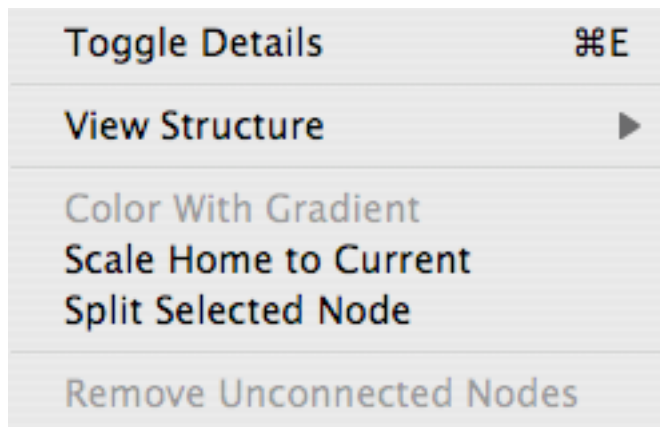 Toggle Details ⌘E
View Structure ▶
Color With Gradient
Scale Home to Current
Split Selected Node
Remove Unconnected Nodes